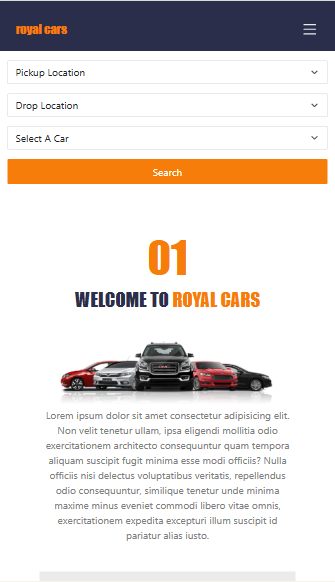 royal cars
Pickup Location
Drop Location
Select A Car
Search
01
WELCOME TO ROYAL CARS
Lorem ipsum dolor sit amet consectetur adipisicing elit.
Non velit tenetur ullam, ipsa eligendi mollitia odio
exercitationem architecto consequuntur quam tempora
aliquam suscipit fugit minima esse modi officiis? Nulla
officiis nisi delectus voluptatibus veritatis, repellendus
odio consequuntur, similique tenetur unde minima
maxime minus eveniet commodi libero vitae omnis,
exercitationem expedita excepturi illum suscipit id
pariatur alias iusto.